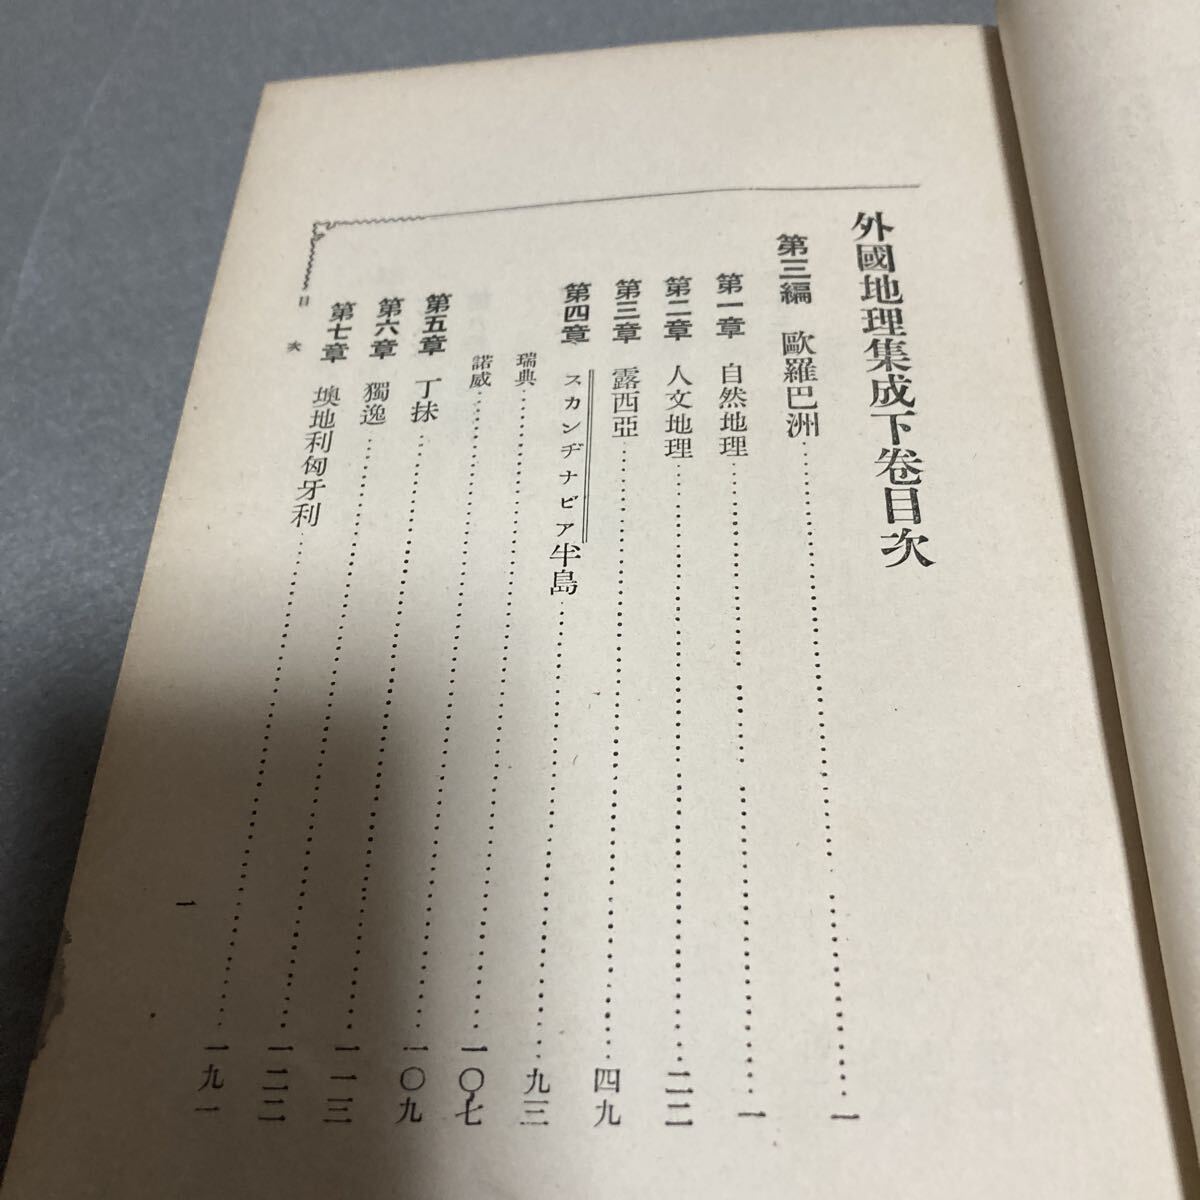 外國地理集成下卷目次
第三編 歐羅巴洲……一
第一章 自然地理……一
第二章 人文地理……二二
第三章 露西亞……四九
第四章 スカンヂナビア半島……九三
瑞典……一〇七
諾威……一〇九
第五章 丁抹……一一三
第六章 獨逸……一二二
第七章 墺地利匈牙利……一九一
目次
一